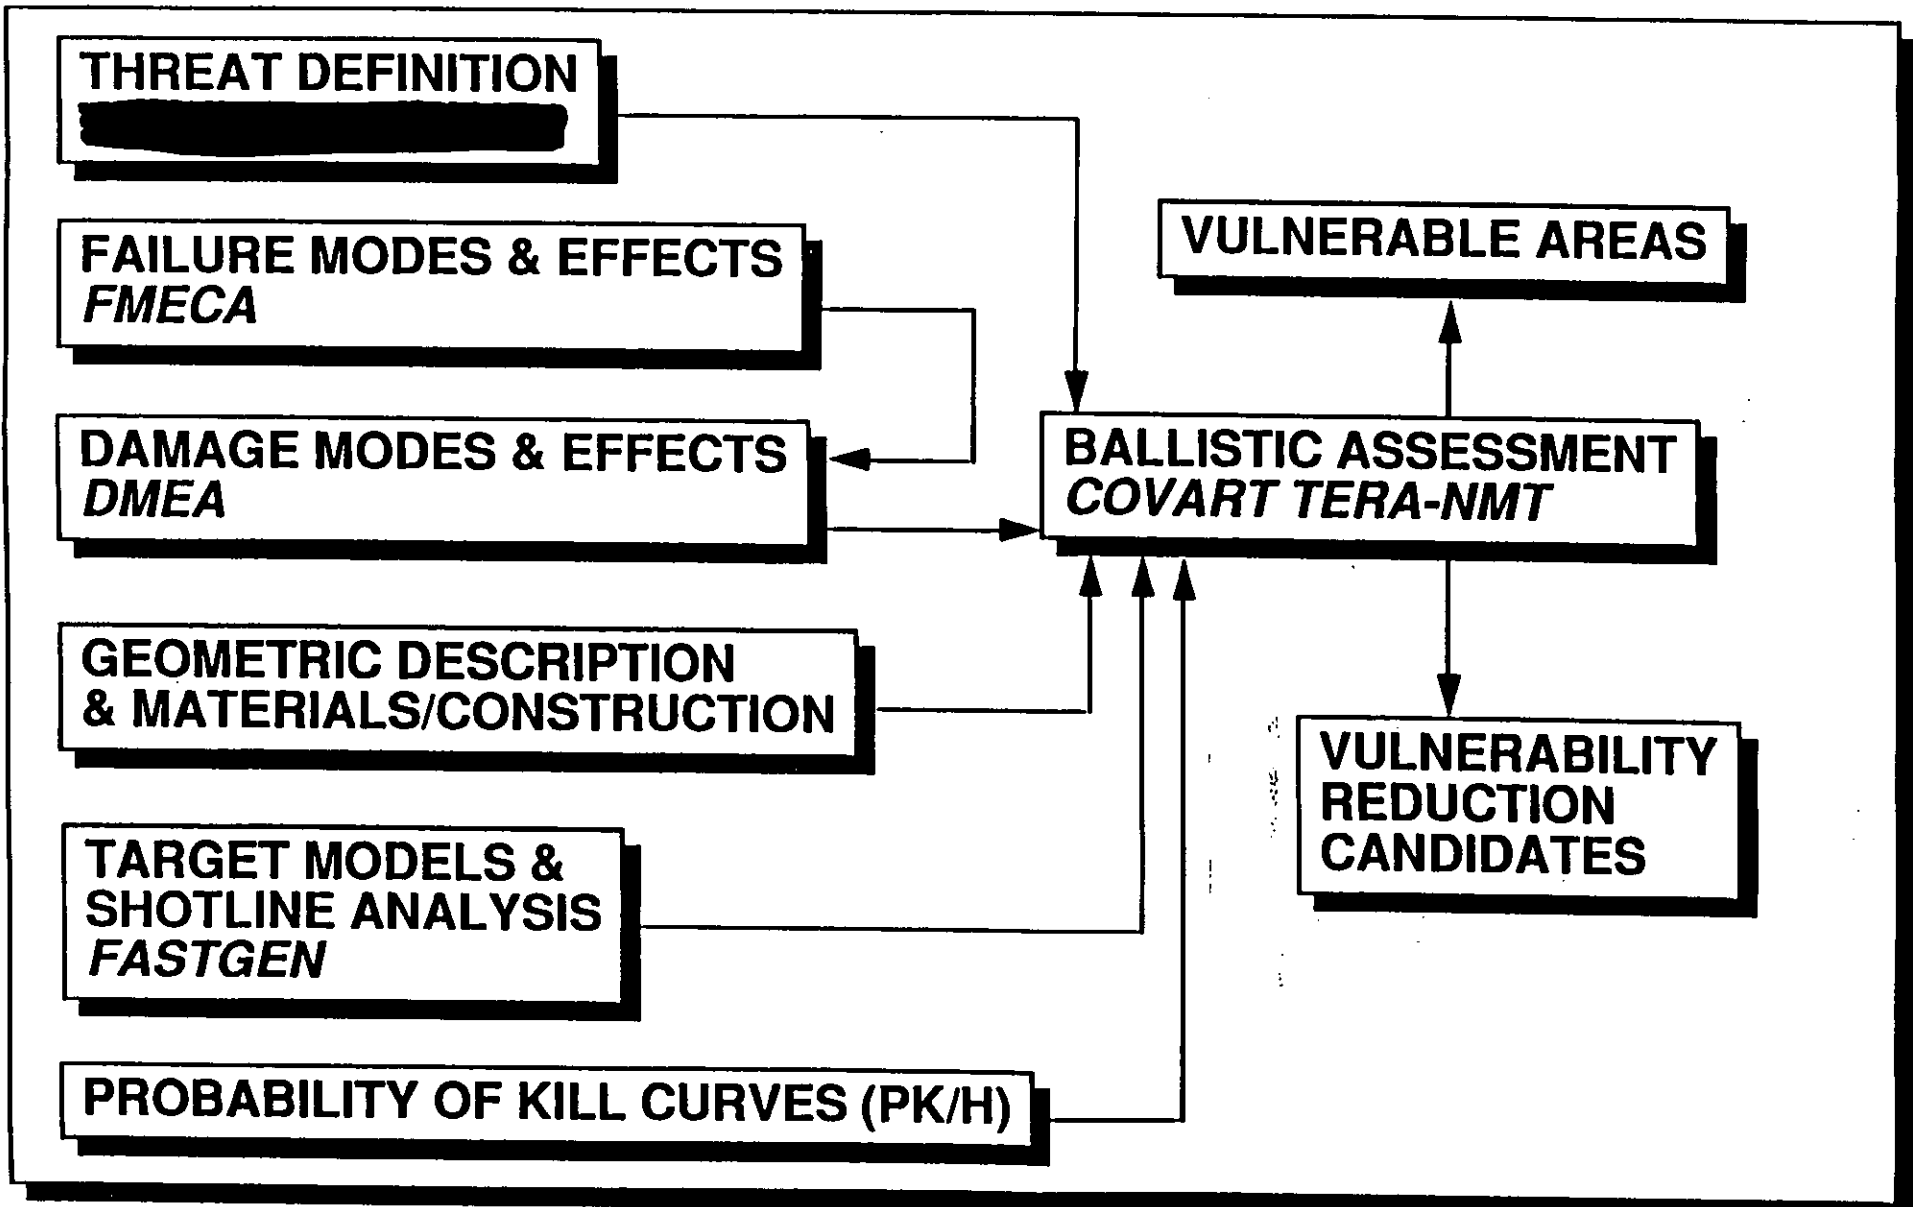 THREAT DEFINITION
FAILURE MODES & EFFECTS
FMECA
DAMAGE MODES & EFFECTS
DMEA
GEOMETRIC DESCRIPTION
& MATERIALS/CONSTRUCTION
TARGET MODELS &
SHOTLINE ANALYSIS
FASTGEN
PROBABILITY OF KILL CURVES (PK/H)
VULNERABLE AREAS
BALLISTIC ASSESSMENT
COVART TERA-NMT
VULNERABILITY
REDUCTION
CANDIDATES